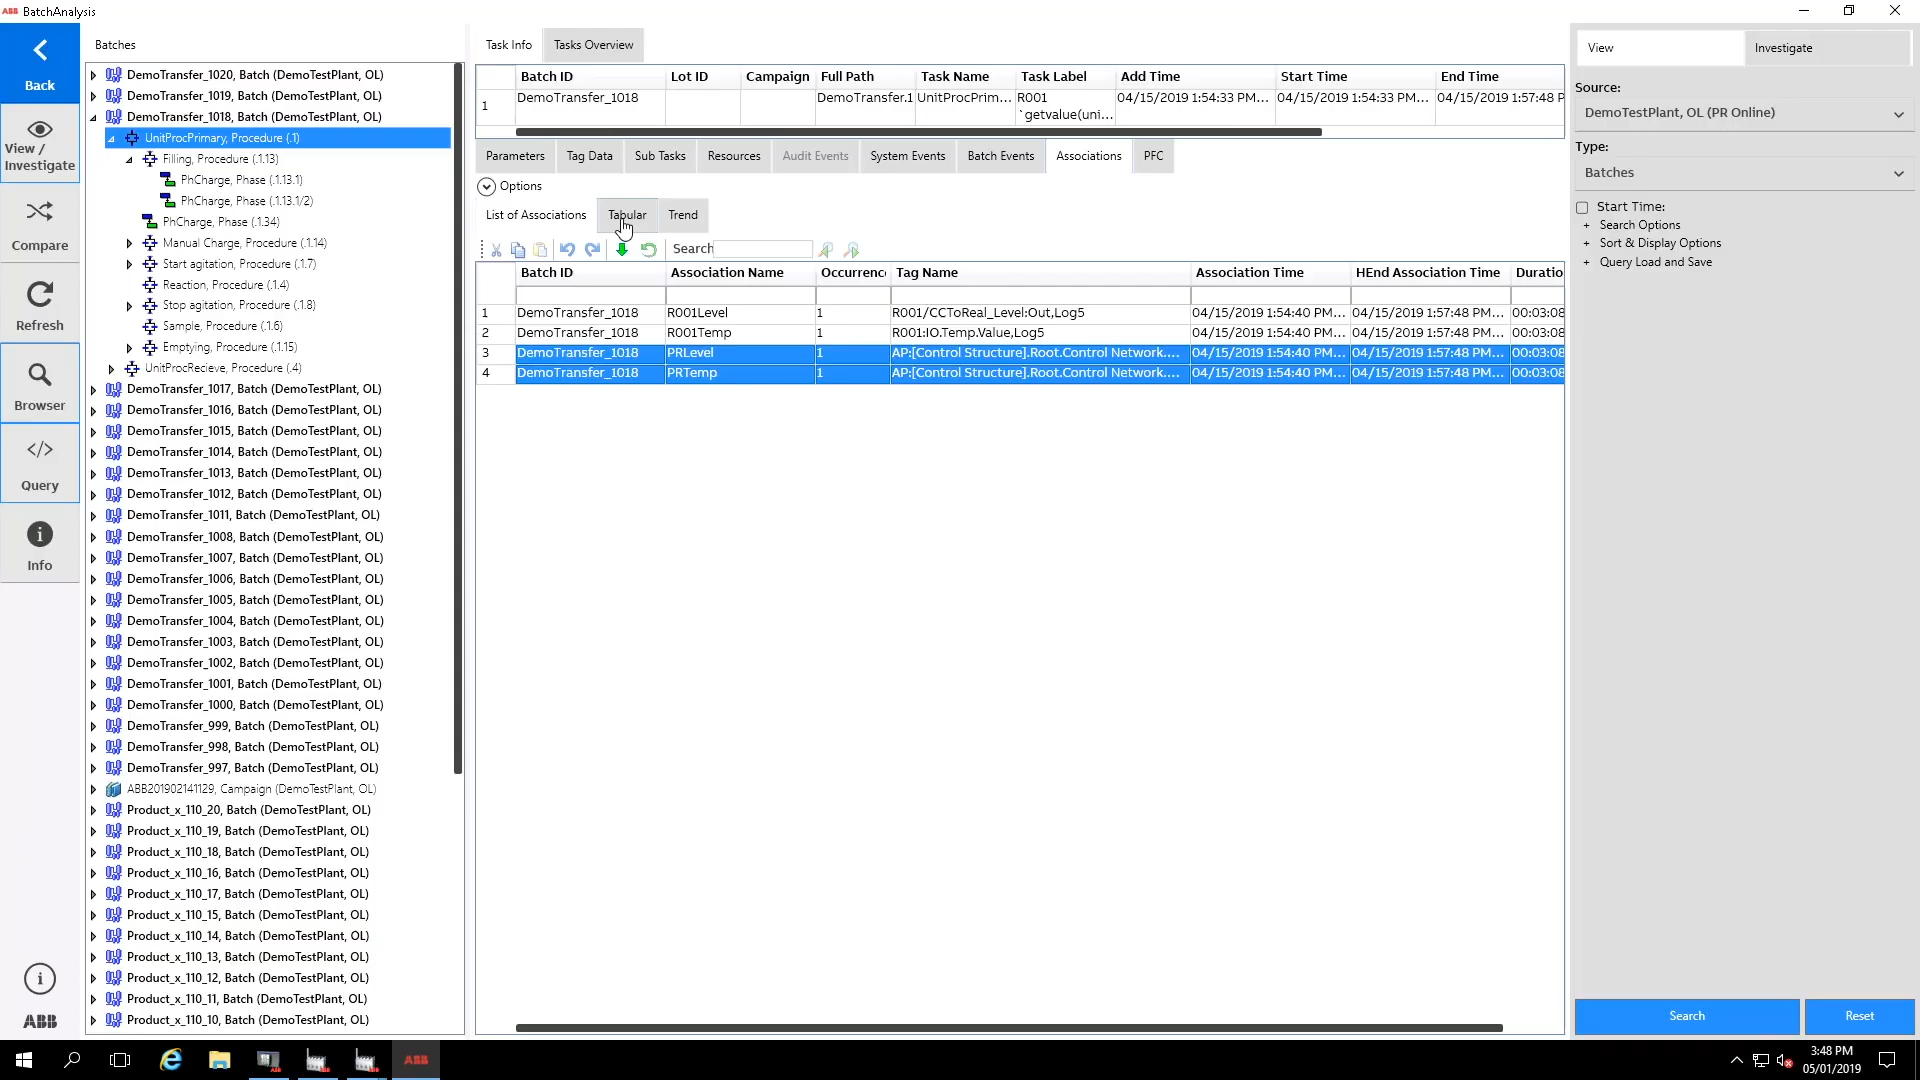 ABB BatchAnalysis
Back
View /
Investigate
Compare
Refresh
Browser
Query
Info
ABB
Batches
DemoTransfer_1020, Batch (DemoTestPlant, OL)
DemoTransfer_1019, Batch (DemoTestPlant, OL)
DemoTransfer_1018, Batch (DemoTestPlant, OL)
UnitProcPrimary, Procedure (.1)
Filling, Procedure (.1.13)
PhCharge, Phase (.1.13.1)
PhCharge, Phase (.1.13.1/2)
PhCharge, Phase (.1.34)
Manual Charge, Procedure (.1.14)
Start agitation, Procedure (.1.7)
Reaction, Procedure (.1.4)
Stop agitation, Procedure (.1.8)
Sample, Procedure (.1.6)
Emptying, Procedure (.1.15)
UnitProcRecieve, Procedure (.4)
DemoTransfer_1017, Batch (DemoTestPlant, OL)
DemoTransfer_1016, Batch (DemoTestPlant, OL)
DemoTransfer_1015, Batch (DemoTestPlant, OL)
DemoTransfer_1014, Batch (DemoTestPlant, OL)
DemoTransfer_1013, Batch (DemoTestPlant, OL)
DemoTransfer_1012, Batch (DemoTestPlant, OL)
DemoTransfer_1011, Batch (DemoTestPlant, OL)
DemoTransfer_1008, Batch (DemoTestPlant, OL)
DemoTransfer_1007, Batch (DemoTestPlant, OL)
DemoTransfer_1006, Batch (DemoTestPlant, OL)
DemoTransfer_1005, Batch (DemoTestPlant, OL)
DemoTransfer_1004, Batch (DemoTestPlant, OL)
DemoTransfer_1003, Batch (DemoTestPlant, OL)
DemoTransfer_1002, Batch (DemoTestPlant, OL)
DemoTransfer_1001, Batch (DemoTestPlant, OL)
DemoTransfer_1000, Batch (DemoTestPlant, OL)
DemoTransfer_999, Batch (DemoTestPlant, OL)
DemoTransfer_998, Batch (DemoTestPlant, OL)
DemoTransfer_997, Batch (DemoTestPlant, OL)
ABB201902141129, Campaign (DemoTestPlant, OL)
Product_x_110_20, Batch (DemoTestPlant, OL)
Product_x_110_19, Batch (DemoTestPlant, OL)
Product_x_110_18, Batch (DemoTestPlant, OL)
Product_x_110_16, Batch (DemoTestPlant, OL)
Product_x_110_17, Batch (DemoTestPlant, OL)
Product_x_110_15, Batch (DemoTestPlant, OL)
Product_x_110_14, Batch (DemoTestPlant, OL)
Product_x_110_13, Batch (DemoTestPlant, OL)
Product_x_110_12, Batch (DemoTestPlant, OL)
Product_x_110_11, Batch (DemoTestPlant, OL)
Product_x_110_10, Batch (DemoTestPlant, OL)
Task Info Tasks Overview
Batch ID Lot ID Campaign Full Path Task Name Task Label Add Time Start Time End Time
1 DemoTransfer_1018 DemoTransfer.1 UnitProcPrim... R001 04/15/2019 1:54:33 PM... 04/15/2019 1:54:33 PM... 04/15/2019 1:57:48 P
`getvalue(uni...
Parameters Tag Data Sub Tasks Resources Audit Events System Events Batch Events Associations PFC
Options
List of Associations Tabular Trend
Search
Batch ID Association Name Occurrenc Tag Name Association Time HEnd Association Time Duratio
1 DemoTransfer_1018 R001Level 1 R001/CCToReal_Level:Out,Log5 04/15/2019 1:54:40 PM... 04/15/2019 1:57:48 PM... 00:03:08
2 DemoTransfer_1018 R001Temp 1 R001:IO.Temp.Value,Log5 04/15/2019 1:54:40 PM... 04/15/2019 1:57:48 PM... 00:03:08
3 DemoTransfer_1018 PRLevel 1 AP:[Control Structure].Root.Control Network.... 04/15/2019 1:54:40 PM... 04/15/2019 1:57:48 PM... 00:03:08
4 DemoTransfer_1018 PRTemp 1 AP:[Control Structure].Root.Control Network.... 04/15/2019 1:54:40 PM... 04/15/2019 1:57:48 PM... 00:03:08
View Investigate
Source:
DemoTestPlant, OL (PR Online)
Type:
Batches
Start Time:
+ Search Options
+ Sort & Display Options
+ Query Load and Save
Search Reset
ABB
3:48 PM
05/01/2019